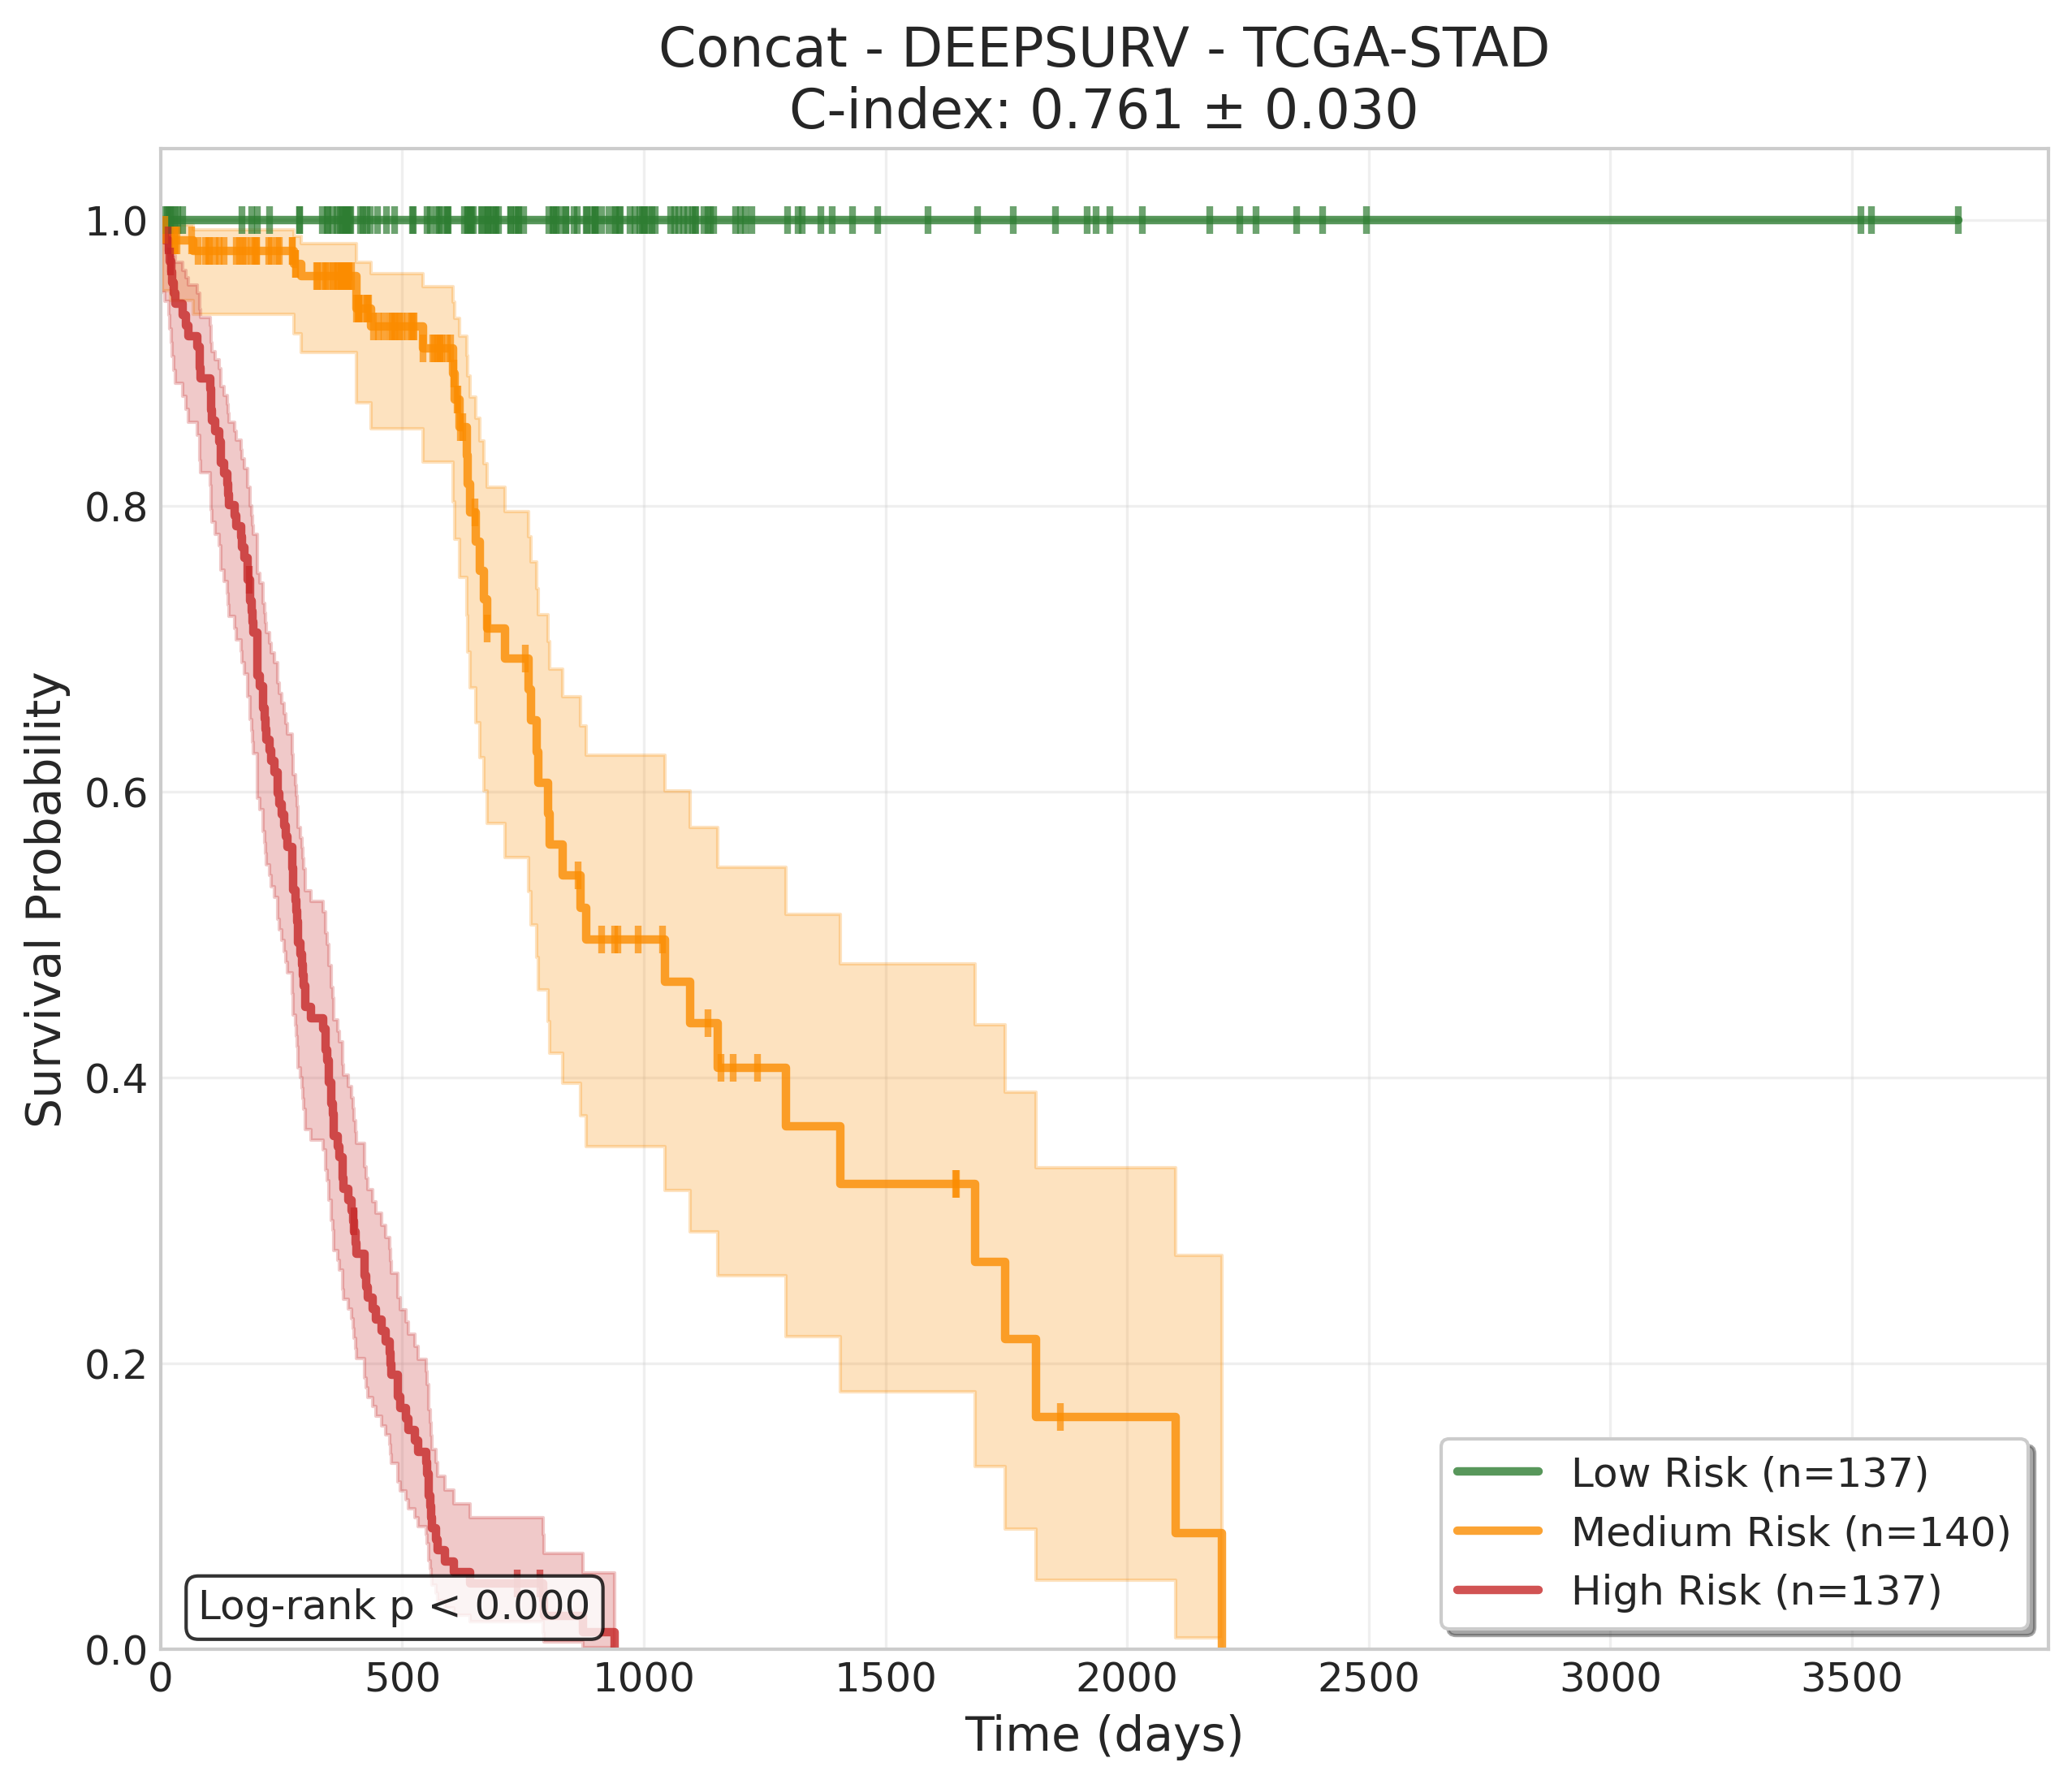 Concat - DEEPSURV - TCGA-STAD
C-index: 0.761 ± 0.030
Survival Probability
1.0
0.8
0.6
0.4
0.2
0.0
Log-rank p < 0.000
Low Risk (n=137)
Medium Risk (n=140)
High Risk (n=137)
0 500 1000 1500 2000 2500 3000 3500
Time (days)